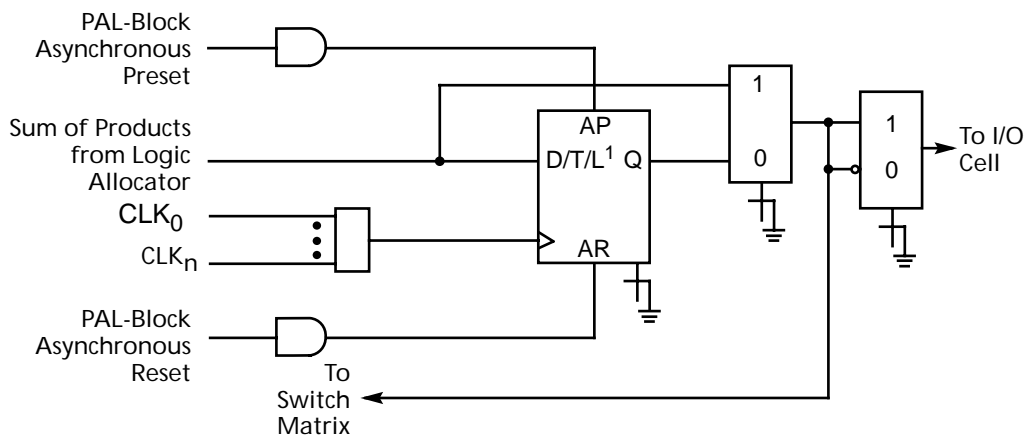 PAL-Block
Asynchronous
Preset
Sum of Products
from Logic
Allocator
CLK0
CLKn
PAL-Block
Asynchronous
Reset
AP
D/T/L1 Q
AR
1
0
1
0
To I/O
Cell
To
Switch
Matrix